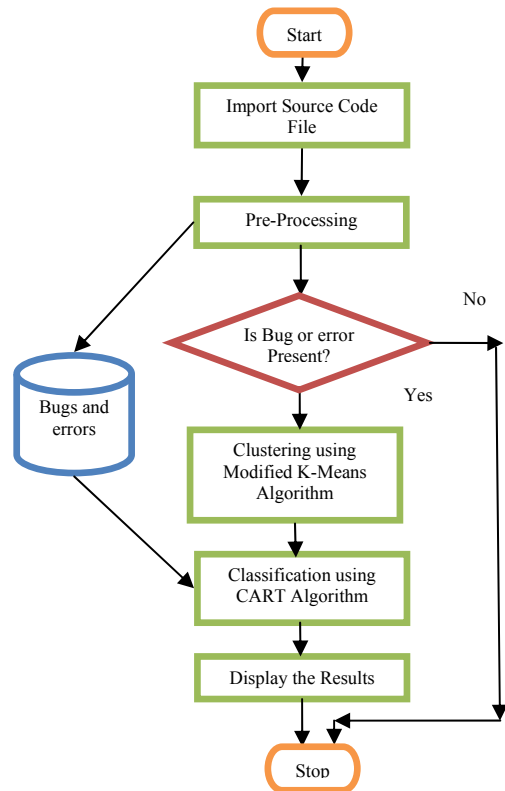 Start
Import Source Code
File
Pre-Processing
No
Is Bug or error
Present?
Yes
Bugs and
errors
Clustering using
Modified K-Means
Algorithm
Classification using
CART Algorithm
Display the Results
Stop